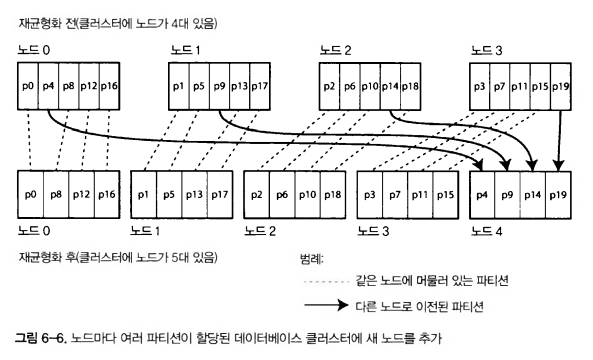 재균형화 전(클러스터에 노드가 4대 있음)
노드 0 노드 1 노드 2 노드 3
p0 p4 p8 p12 p16 p1 p5 p9 p13 p17 p2 p6 p10 p14 p18 p3 p7 p11 p15 p19
p0 p8 p12 p16 p1 p5 p13 p17 p2 p6 p10 p18 p3 p7 p11 p15 p4 p9 p14 p19
노드 0 노드 1 노드 2 노드 3 노드 4
재균형화 후(클러스터에 노드가 5대 있음)
범례:
같은 노드에 머물러 있는 파티션
다른 노드로 이전된 파티션
그림 6-6. 노드마다 여러 파티션이 할당된 데이터베이스 클러스터에 새 노드를 추가